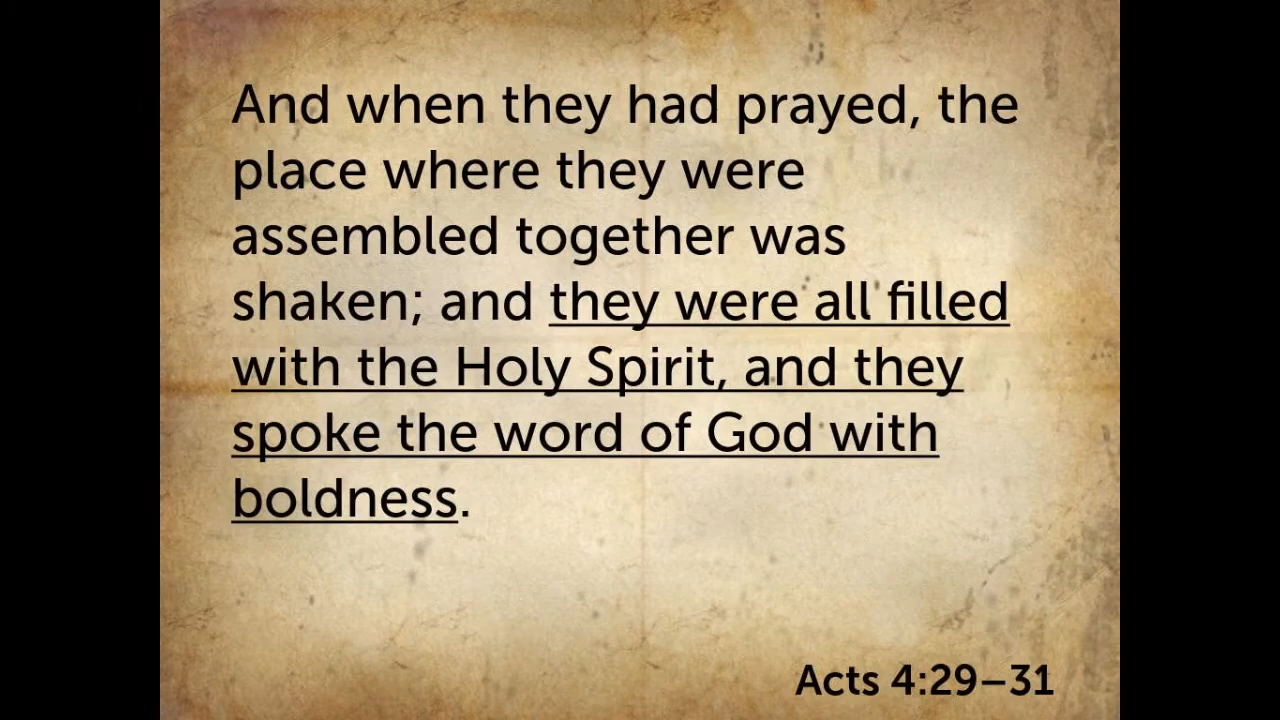 And when they had prayed, the
place where they were
assembled together was
shaken; and they were all filled
with the Holy Spirit, and they
spoke the word of God with
boldness.
Acts 4:29–31